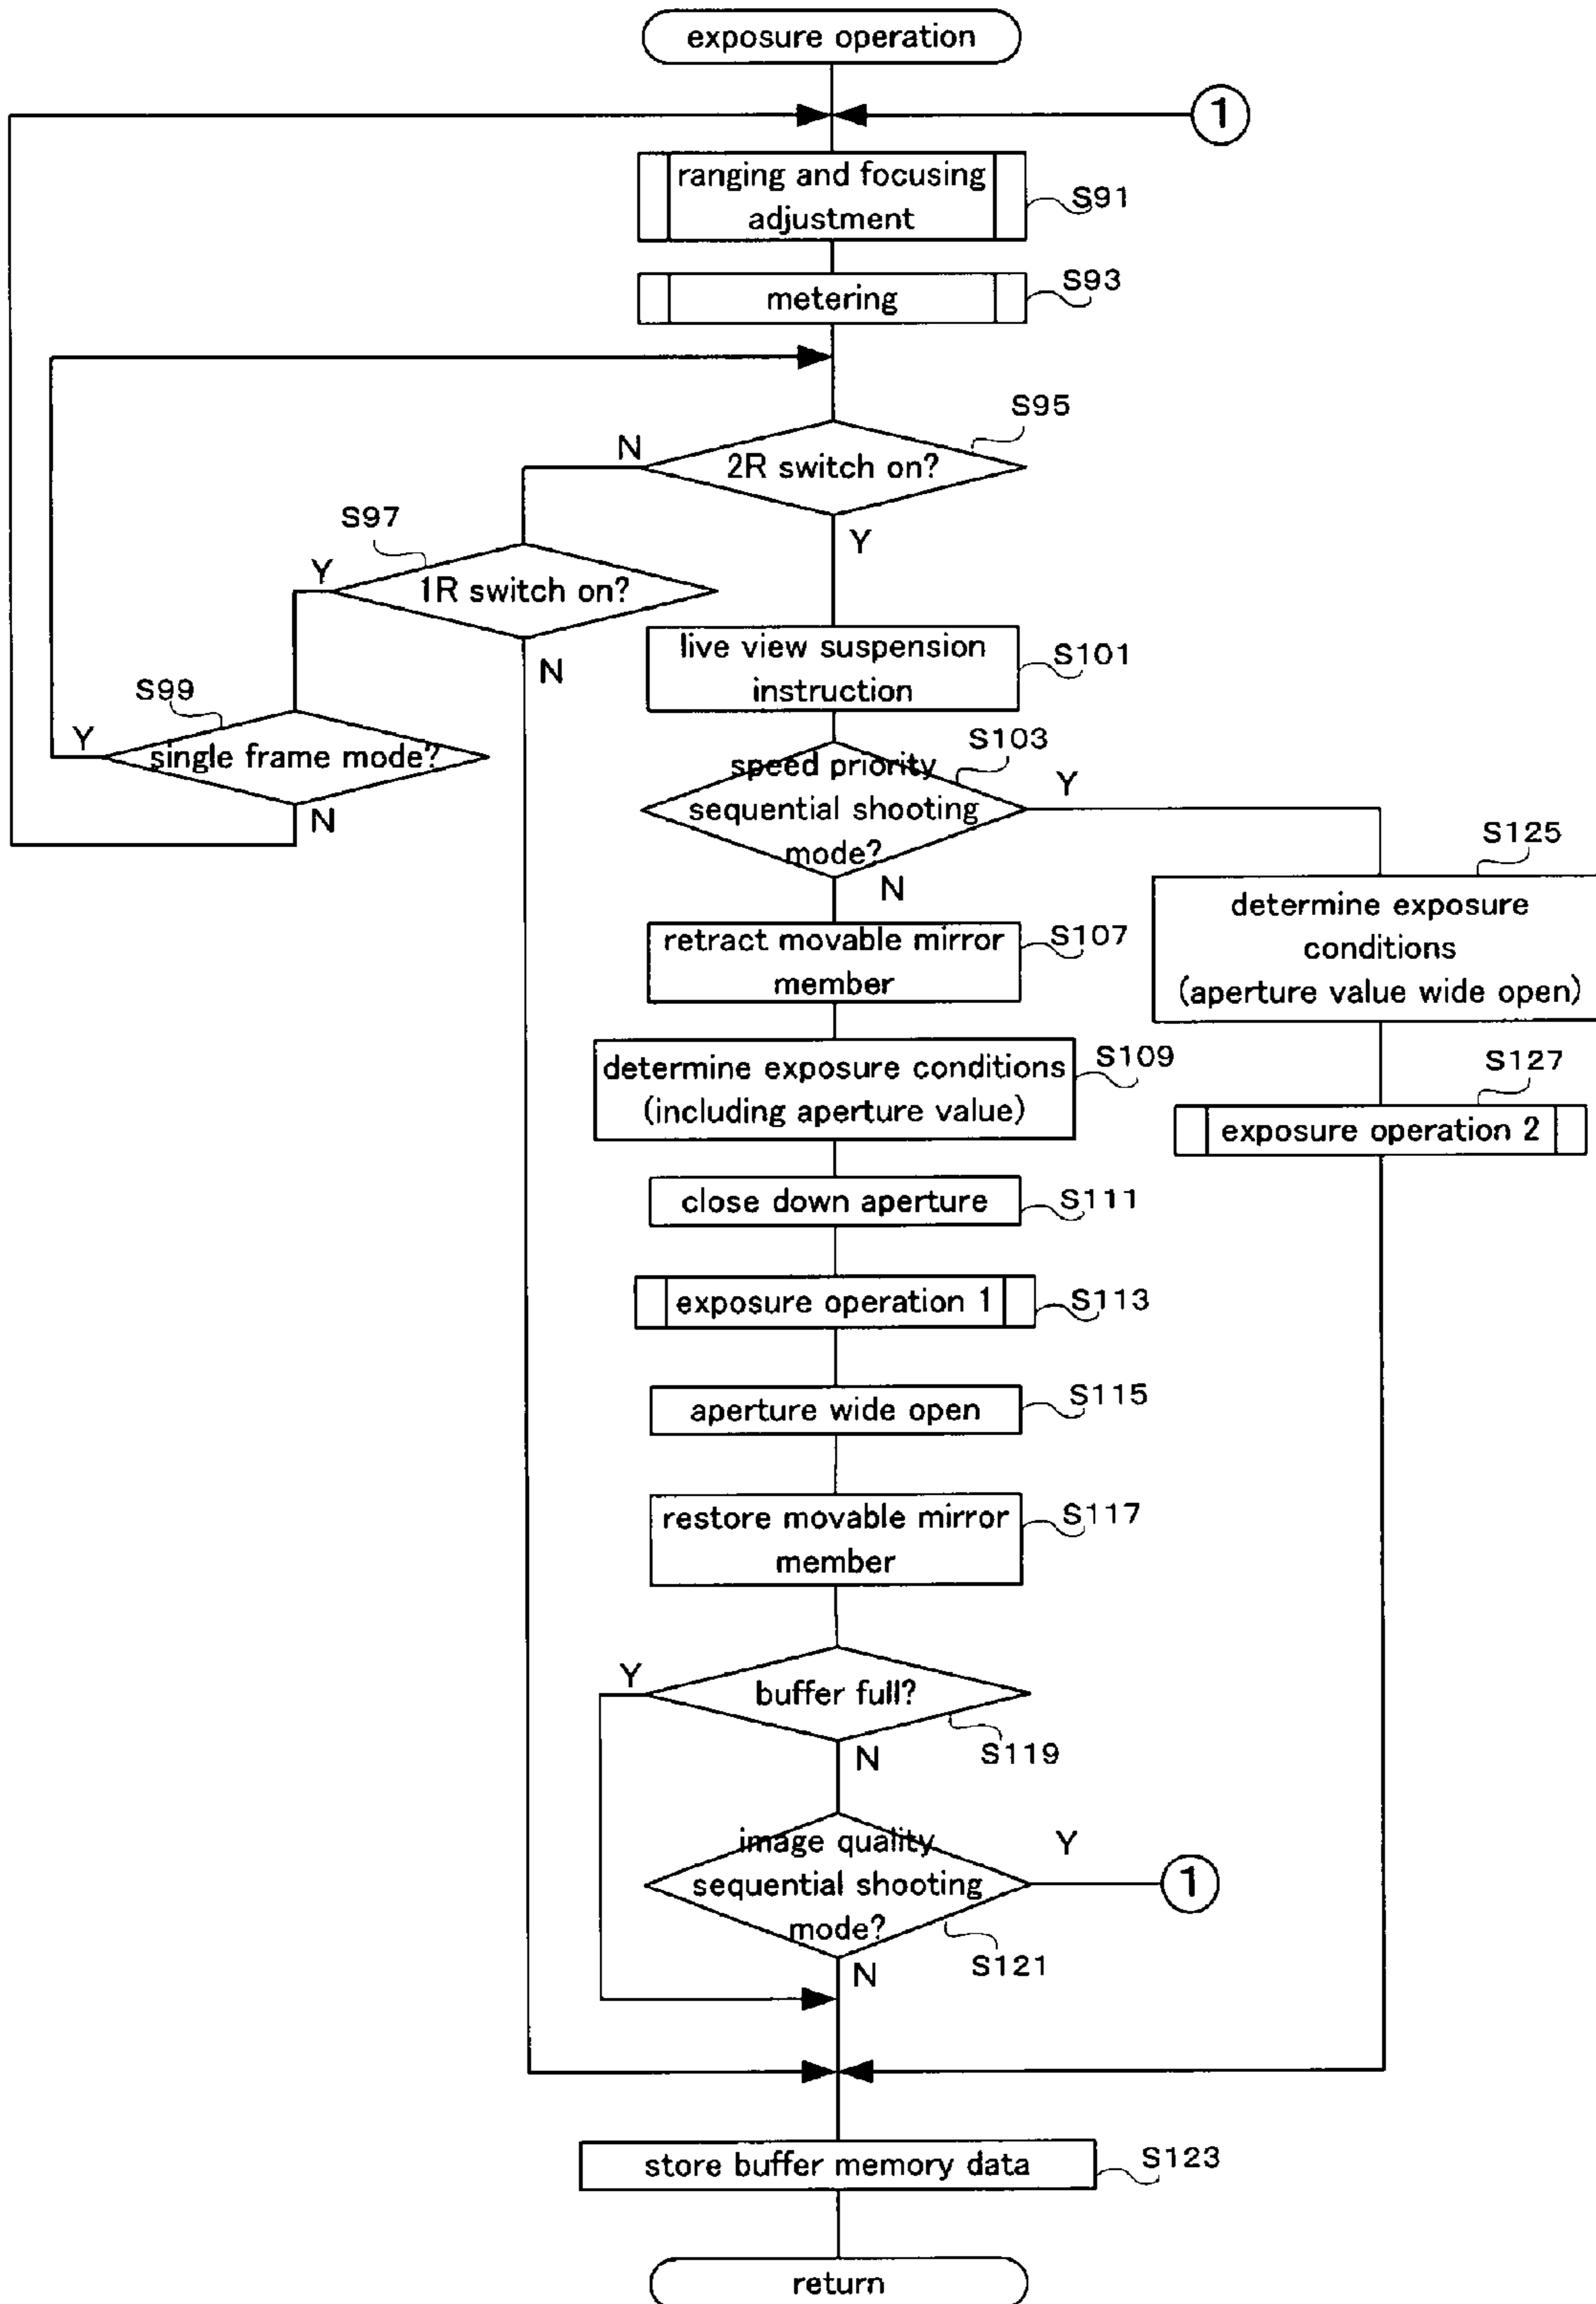 exposure operation
1
ranging and focusing
adjustment
S91
metering
S93
S95
N
2R switch on?
Y
S97
Y
1R switch on?
N
live view suspension
instruction
S101
S99
Y
single frame mode?
N
S103
speed priority
sequential shooting
mode?
Y
N
S125
determine exposure
conditions
(aperture value wide open)
retract movable mirror
member
S107
determine exposure conditions
(including aperture value)
S109
S127
exposure operation 2
close down aperture
S111
exposure operation 1
S113
aperture wide open
S115
restore movable mirror
member
S117
Y
buffer full?
S119
N
image quality
sequential shooting
mode?
Y
1
S121
N
store buffer memory data
S123
return